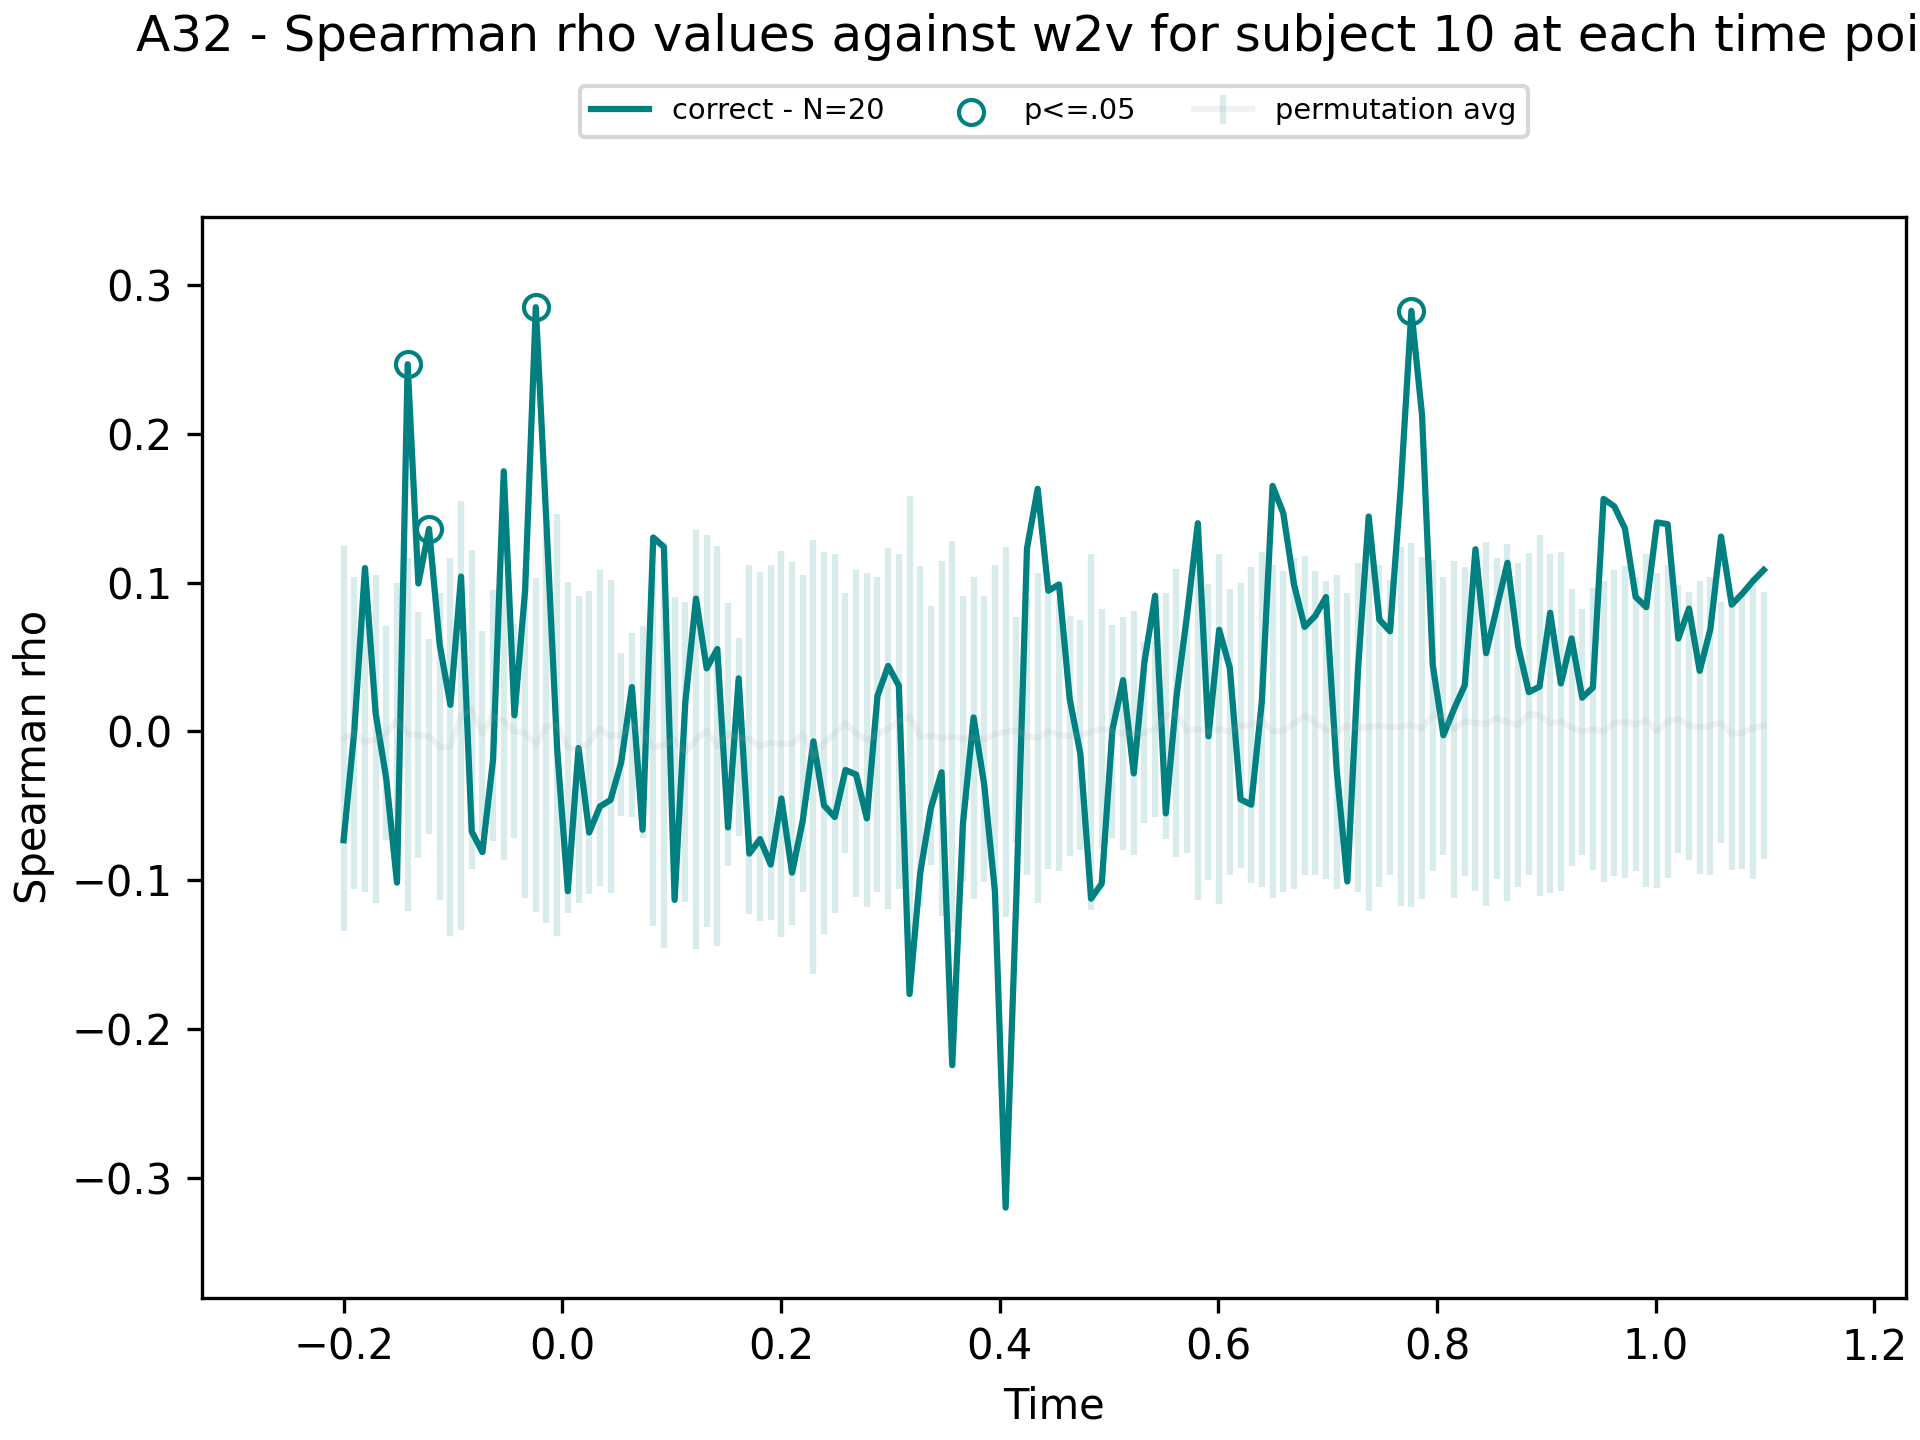 A32 - Spearman rho values against w2v for subject 10 at each time poi
correct - N=20 p<=.05 permutation avg
0.3
0.2
0.1
0.0
−0.1
−0.2
−0.3
Spearman rho
−0.2 0.0 0.2 0.4 0.6 0.8 1.0 1.2
Time